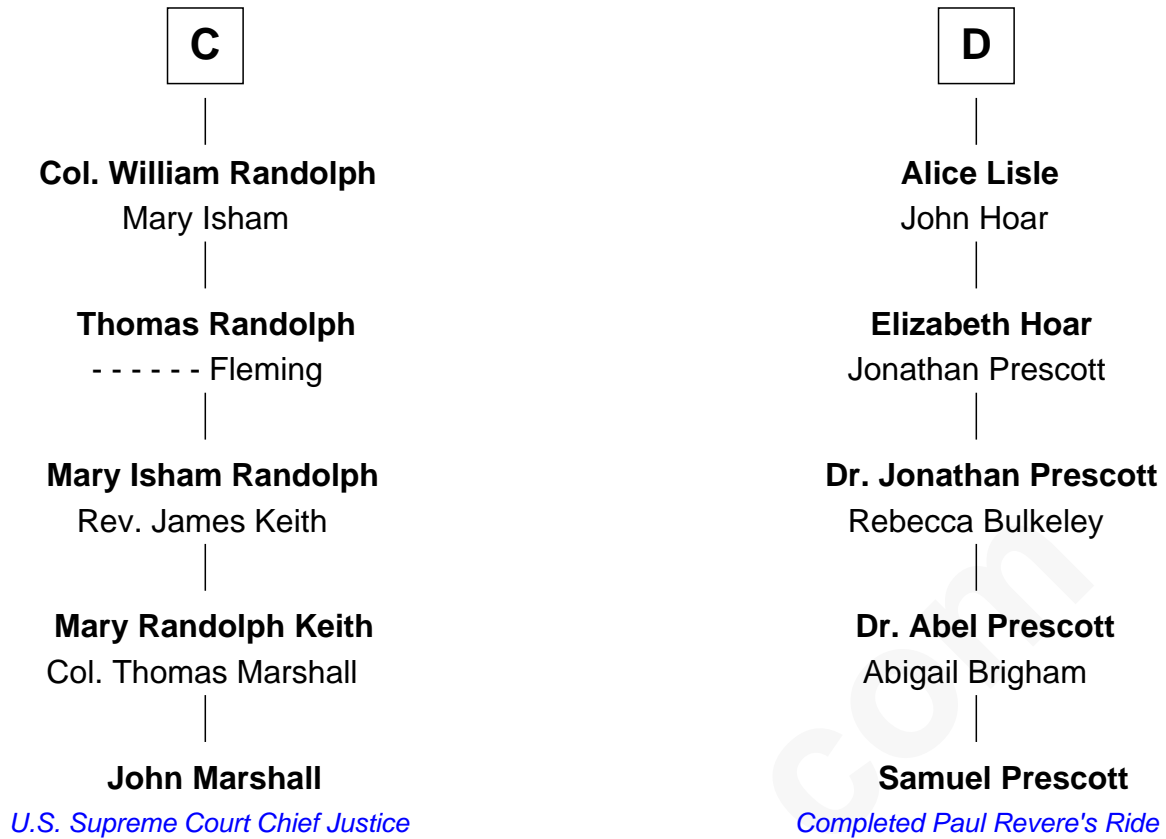 C
Col. William Randolph
Mary Isham
Thomas Randolph
- - - - - - Fleming
Mary Isham Randolph
Rev. James Keith
Mary Randolph Keith
Col. Thomas Marshall
John Marshall
U.S. Supreme Court Chief Justice
D
Alice Lisle
John Hoar
Elizabeth Hoar
Jonathan Prescott
Dr. Jonathan Prescott
Rebecca Bulkeley
Dr. Abel Prescott
Abigail Brigham
Samuel Prescott
Completed Paul Revere's Ride
com